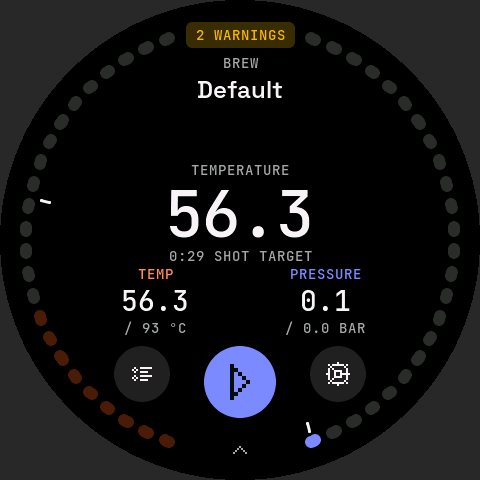 2 WARNINGS
BREW
Default
TEMPERATURE
56.3
0:29 SHOT TARGET
TEMP
56.3
/ 93 °C
PRESSURE
0.1
/ 0.0 BAR